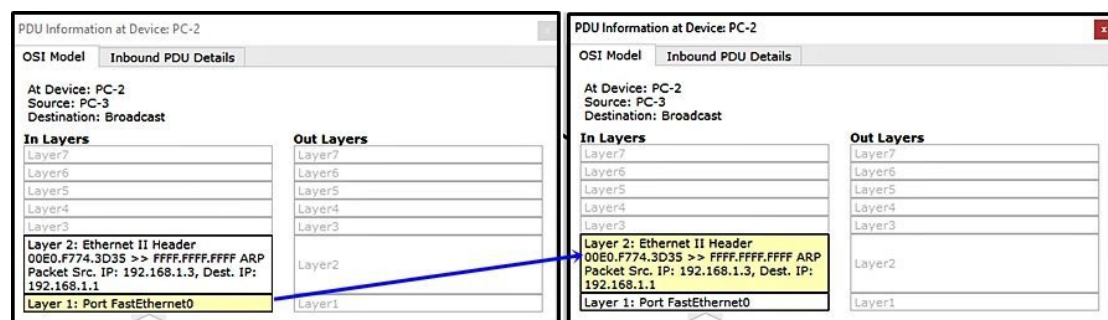 PDU Information at Device: PC-2
OSI Model
Inbound PDU Details
At Device: PC-2
Source: PC-3
Destination: Broadcast
In Layers
Out Layers
Layer7
Layer7
Layer6
Layer6
Layer5
Layer5
Layer4
Layer4
Layer3
Layer3
Layer 2: Ethernet II Header
00E0.F774.3D35 >> FFFF.FFFF.FFFF ARP
Packet Src. IP: 192.168.1.3, Dest. IP:
192.168.1.1
Layer2
Layer 1: Port FastEthernet0
Layer1
PDU Information at Device: PC-2
x
OSI Model
Inbound PDU Details
At Device: PC-2
Source: PC-3
Destination: Broadcast
In Layers
Out Layers
Layer7
Layer7
Layer6
Layer6
Layer5
Layer5
Layer4
Layer4
Layer3
Layer3
Layer 2: Ethernet II Header
00E0.F774.3D35 >> FFFF.FFFF.FFFF ARP
Packet Src. IP: 192.168.1.3, Dest. IP:
192.168.1.1
Layer2
Layer 1: Port FastEthernet0
Layer1